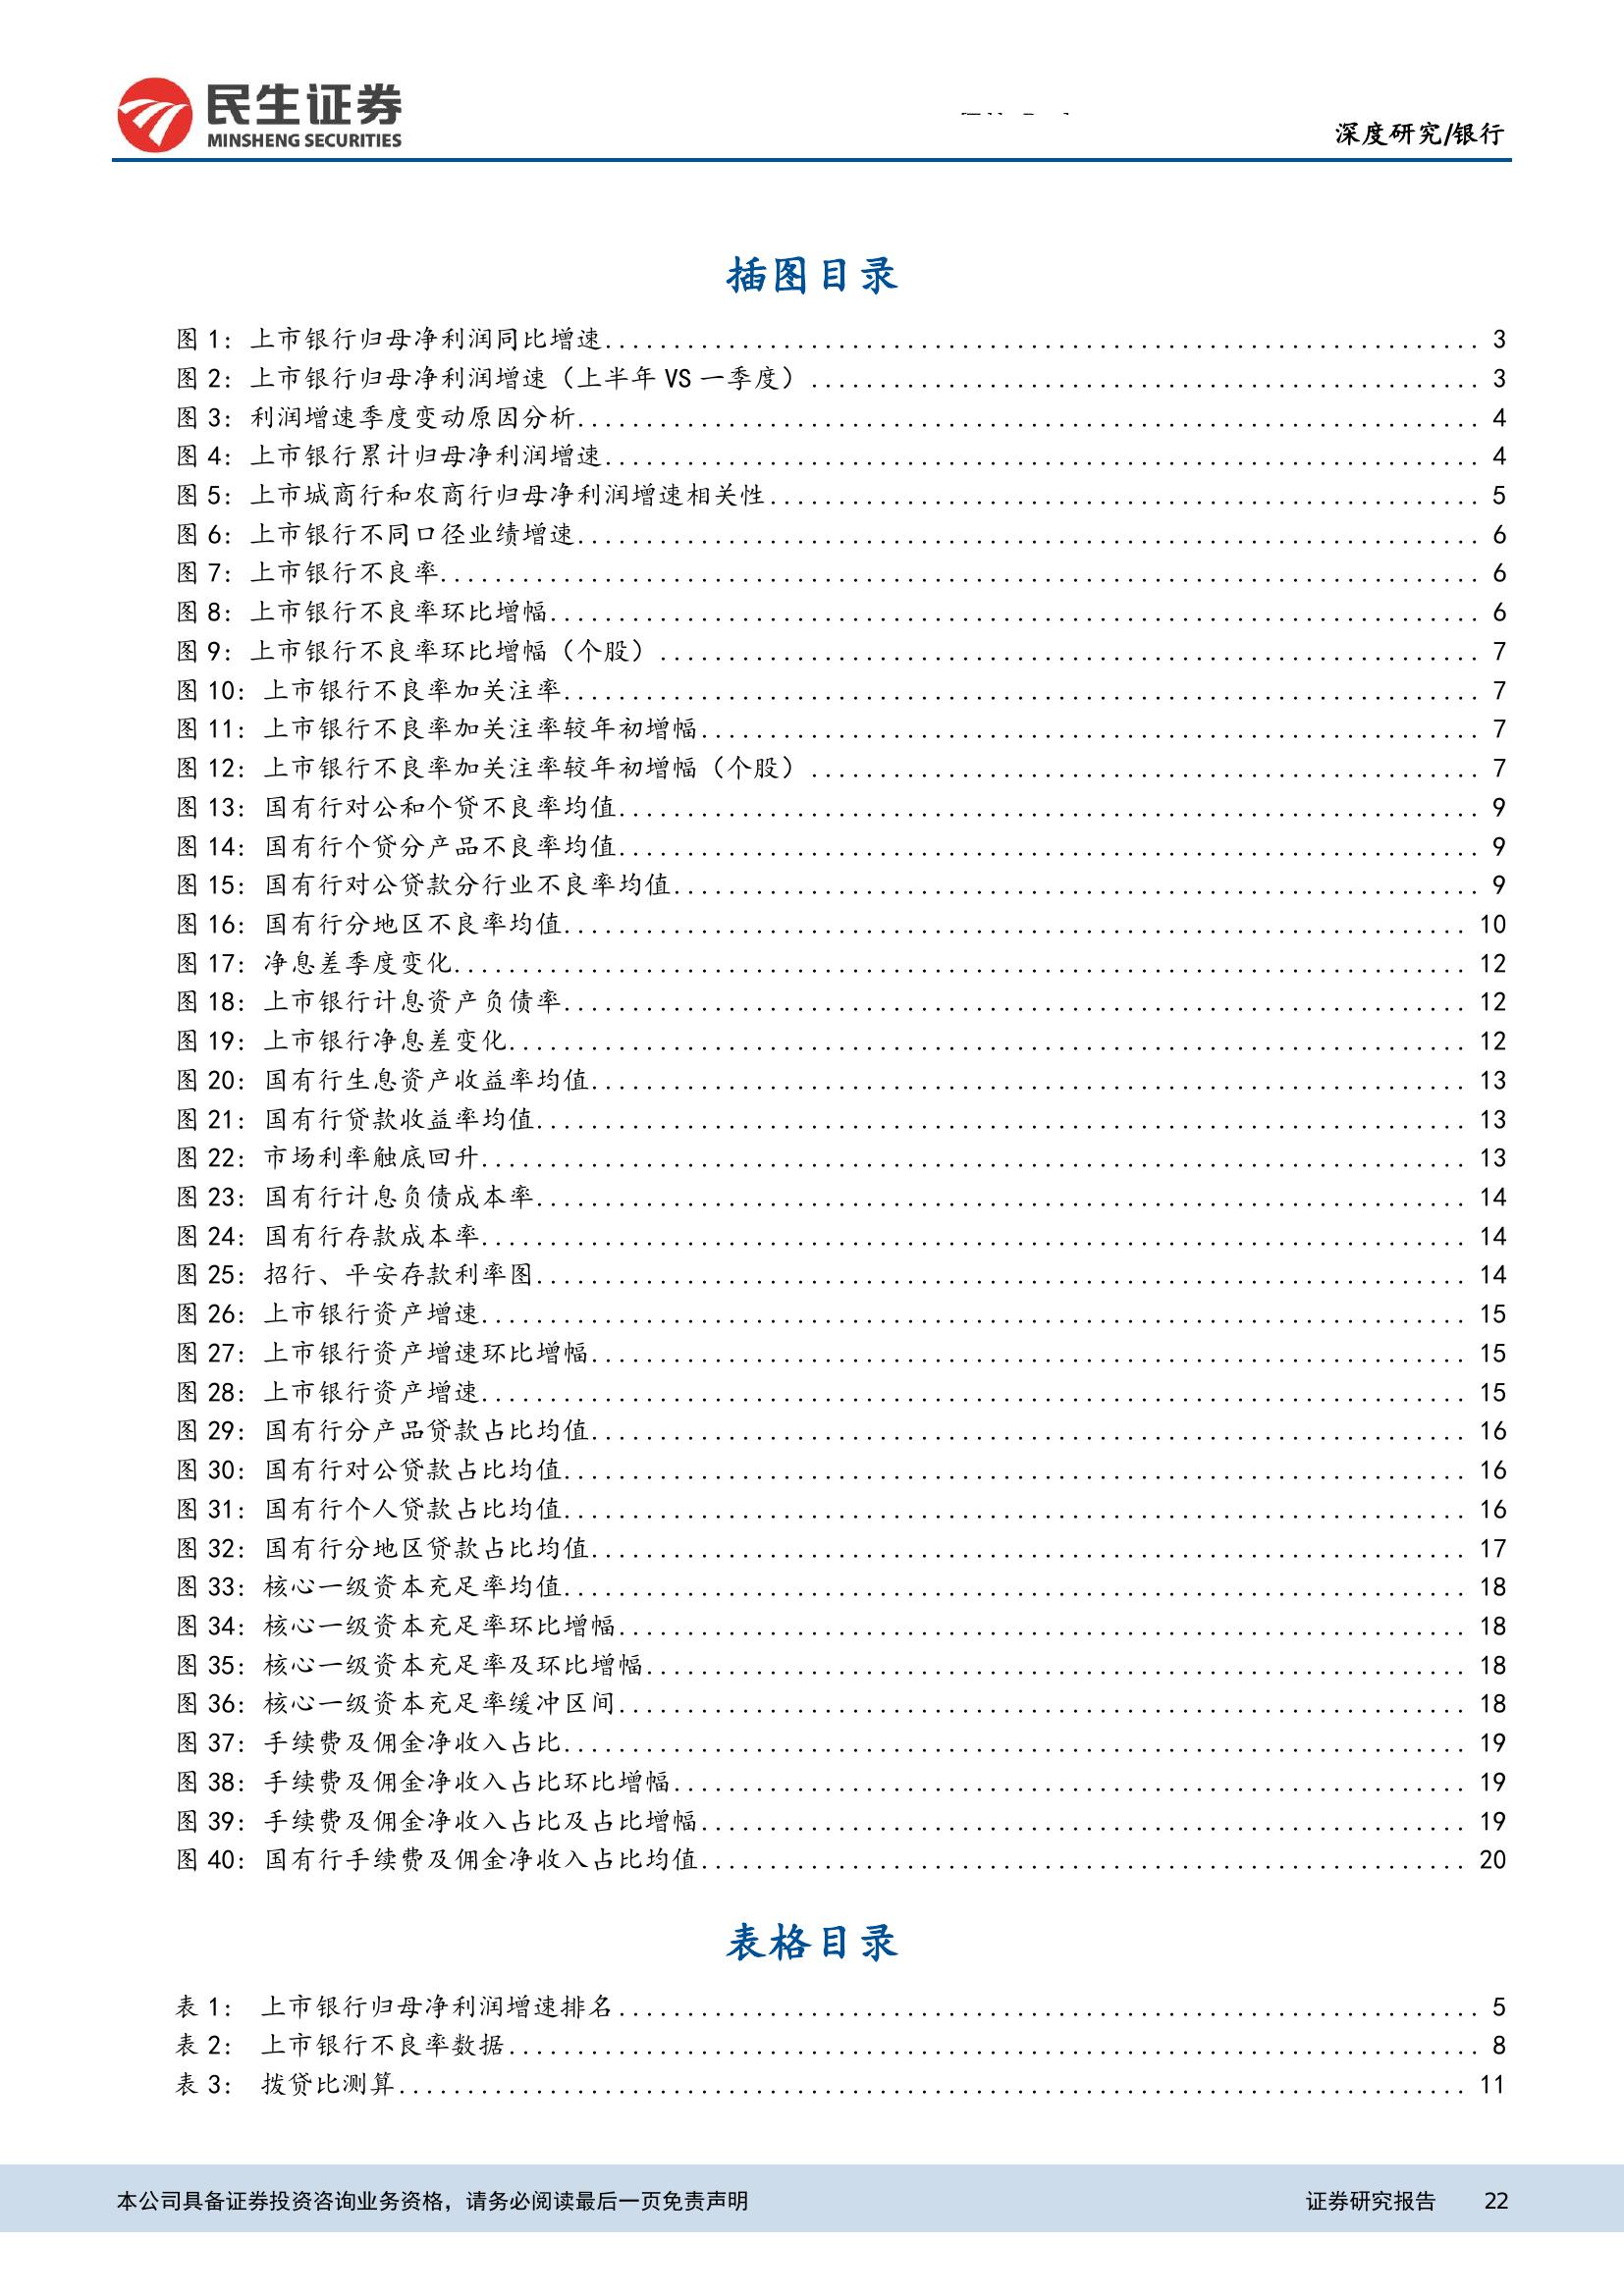 民生证券
MINSHENG SECURITIES
深度研究/银行
插图目录
图 1：上市银行归母净利润同比增速 3
图 2：上市银行归母净利润增速（上半年 VS 一季度） 3
图 3：利润增速季度变动原因分析 4
图 4：上市银行累计归母净利润增速 4
图 5：上市城商行和农商行归母净利润增速相关性 5
图 6：上市银行不同口径业绩增速 6
图 7：上市银行不良率 6
图 8：上市银行不良率环比增幅 6
图 9：上市银行不良率环比增幅（个股） 7
图 10：上市银行不良率加关注率 7
图 11：上市银行不良率加关注率较年初增幅 7
图 12：上市银行不良率加关注率较年初增幅（个股） 7
图 13：国有行对公和个贷不良率均值 9
图 14：国有行个贷分产品不良率均值 9
图 15：国有行对公贷款分行业不良率均值 9
图 16：国有行分地区不良率均值 10
图 17：净息差季度变化 12
图 18：上市银行计息资产负债率 12
图 19：上市银行净息差变化 12
图 20：国有行生息资产收益率均值 13
图 21：国有行贷款收益率均值 13
图 22：市场利率触底回升 13
图 23：国有行计息负债成本率 14
图 24：国有行存款成本率 14
图 25：招行、平安存款利率图 14
图 26：上市银行资产增速 15
图 27：上市银行资产增速环比增幅 15
图 28：上市银行资产增速 15
图 29：国有行分产品贷款占比均值 16
图 30：国有行对公贷款占比均值 16
图 31：国有行个人贷款占比均值 16
图 32：国有行分地区贷款占比均值 17
图 33：核心一级资本充足率均值 18
图 34：核心一级资本充足率环比增幅 18
图 35：核心一级资本充足率及环比增幅 18
图 36：核心一级资本充足率缓冲区间 18
图 37：手续费及佣金净收入占比 19
图 38：手续费及佣金净收入占比环比增幅 19
图 39：手续费及佣金净收入占比及占比增幅 19
图 40：国有行手续费及佣金净收入占比均值 20
表格目录
表 1： 上市银行归母净利润增速排名 5
表 2： 上市银行不良率数据 8
表 3： 拨贷比测算 11
本公司具备证券投资咨询业务资格，请务必阅读最后一页免责声明 证券研究报告 22